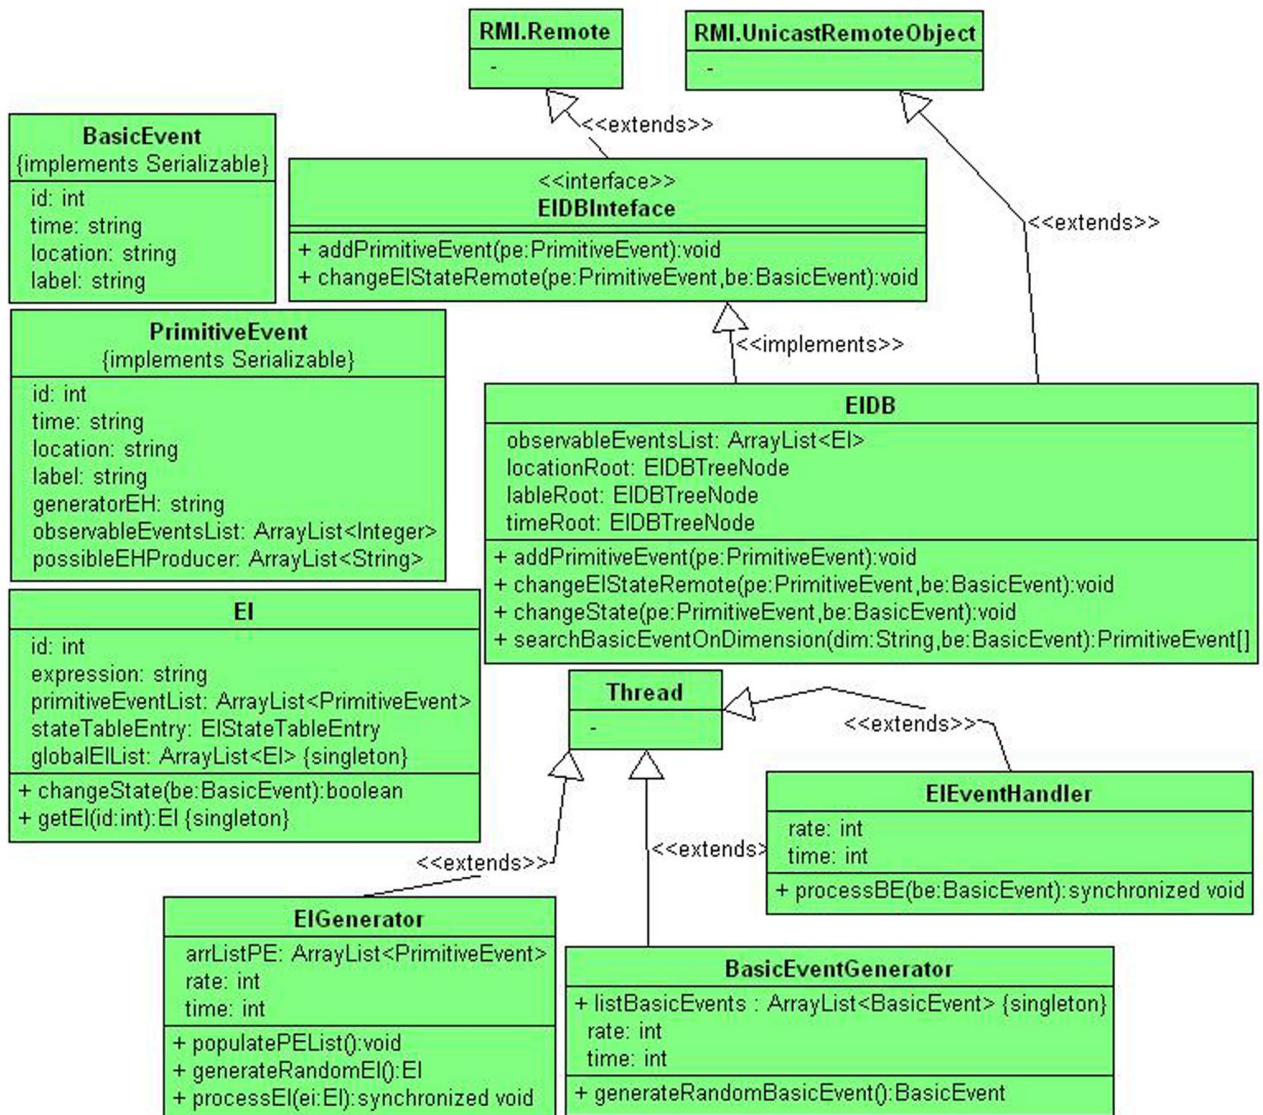 RMI.Remote
-
RMI.UnicastRemoteObject
-
<<extends>>
<<extends>>
BasicEvent
{implements Serializable}
id: int
time: string
location: string
label: string
<<interface>>
EIDBInteface
+ addPrimitiveEvent(pe:PrimitiveEvent):void
+ changeEIStateRemote(pe:PrimitiveEvent,be:BasicEvent):void
<<implements>>
PrimitiveEvent
{implements Serializable}
id: int
time: string
location: string
label: string
generatorEH: string
observableEventsList: ArrayList<Integer>
possibleEHProducer: ArrayList<String>
EIDB
observableEventsList: ArrayList<EI>
locationRoot: EIDBTreeNode
lableRoot: EIDBTreeNode
timeRoot: EIDBTreeNode
+ addPrimitiveEvent(pe:PrimitiveEvent):void
+ changeEIStateRemote(pe:PrimitiveEvent,be:BasicEvent):void
+ changeState(pe:PrimitiveEvent,be:BasicEvent):void
+ searchBasicEventOnDimension(dim:String,be:BasicEvent):PrimitiveEvent[]
EI
id: int
expression: string
primitiveEventList: ArrayList<PrimitiveEvent>
stateTableEntry: EIStateTableEntry
globalEIList: ArrayList<EI> {singleton}
+ changeState(be:BasicEvent):boolean
+ getEI(id:int):EI {singleton}
Thread
-
<<extends>>
<<extends>>
<<extends>
EIEventHandler
rate: int
time: int
+ processBE(be:BasicEvent):synchronized void
EIGenerator
arrListPE: ArrayList<PrimitiveEvent>
rate: int
time: int
+ populatePEList():void
+ generateRandomEI():EI
+ processEI(ei:EI):synchronized void
BasicEventGenerator
+ listBasicEvents : ArrayList<BasicEvent> {singleton}
rate: int
time: int
+ generateRandomBasicEvent():BasicEvent